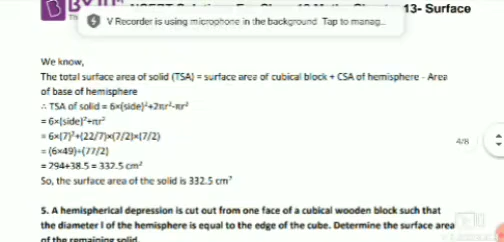 13- Surface
V Recorder is using microphone in the background Tap to manag...
We know,
The total surface area of solid (TSA) = surface area of cubical block + CSA of hemisphere - Area
of base of hemisphere
∴ TSA of solid = 6×(side)²+2πr²-πr²
= 6×(side)²+πr²
= 6×(7)²+(22/7)×(7/2)×(7/2)
= (6×49)+(77/2)
= 294+38.5 = 332.5 cm²
4/8
So, the surface area of the solid is 332.5 cm²
5. A hemispherical depression is cut out from one face of a cubical wooden block such that
the diameter l of the hemisphere is equal to the edge of the cube. Determine the surface area
of the remaining solid.